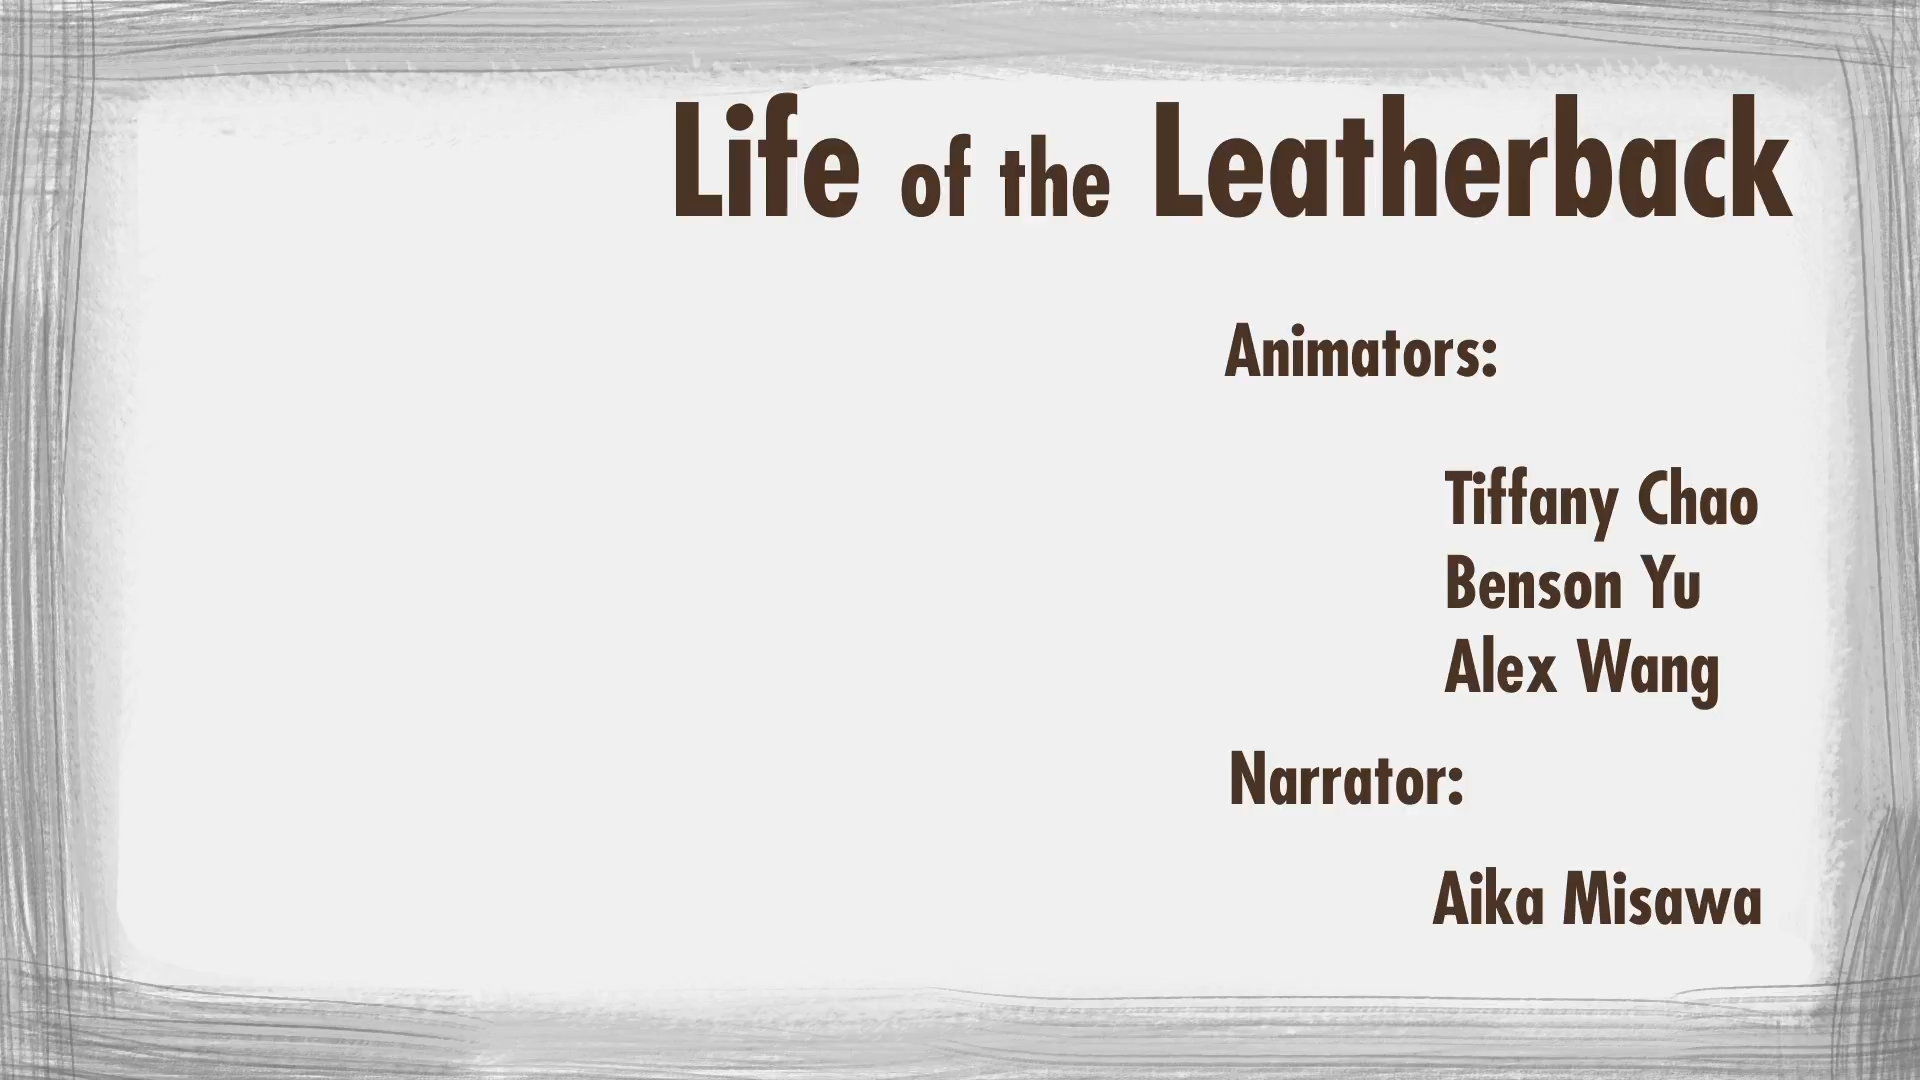 Life of the Leatherback
Animators:
Tiffany Chao
Benson Yu
Alex Wang
Narrator:
Aika Misawa